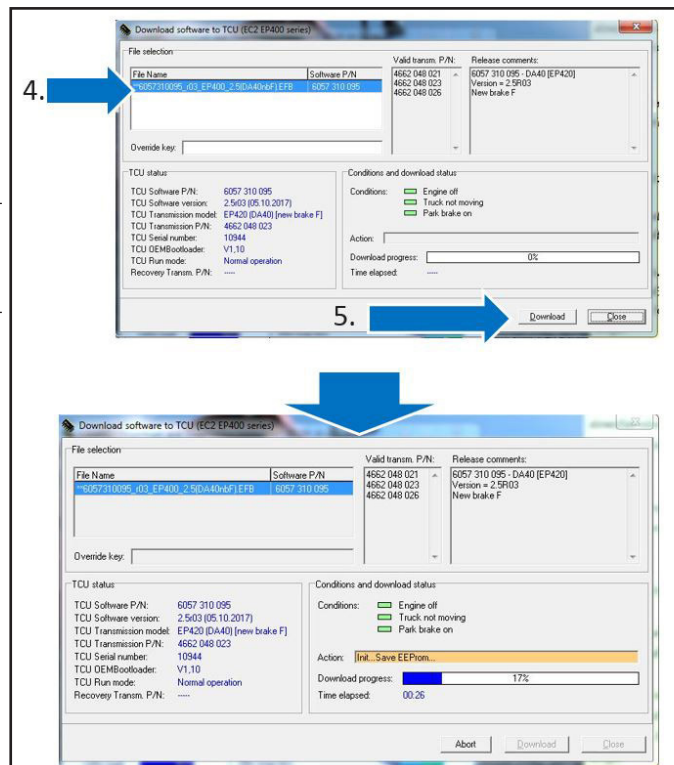 Download software to TCU (EC2 EP400 series)
File selection
File Name Software P/N
**6057310095_r03_EP400_2.5(DA40nbF).EFB 6057 310 095
Valid transm. P/N:
4662 048 021
4662 048 023
4662 048 026
Release comments:
6057 310 095 - DA40 [EP420]
Version = 2.5R03
New brake F
4.
Override key:
TCU status
TCU Software P/N: 6057 310 095
TCU Software version: 2.5r03 (05.10.2017)
TCU Transmission model: EP420 (DA40) [new brake F]
TCU Transmission P/N: 4662 048 023
TCU Serial number: 10944
TCU OEMBootloader: V1,10
TCU Run mode: Normal operation
Recovery Transm. P/N: -----
Conditions and download status
Conditions: Engine off
Truck not moving
Park brake on
Action:
Download progress: 0%
Time elapsed: -----
5.
Download Close
Download software to TCU (EC2 EP400 series)
File selection
File Name Software P/N
**6057310095_r03_EP400_2.5(DA40nbF).EFB 6057 310 095
Valid transm. P/N:
4662 048 021
4662 048 023
4662 048 026
Release comments:
6057 310 095 - DA40 [EP420]
Version = 2.5R03
New brake F
Override key:
TCU status
TCU Software P/N: 6057 310 095
TCU Software version: 2.5r03 (05.10.2017)
TCU Transmission model: EP420 (DA40) [new brake F]
TCU Transmission P/N: 4662 048 023
TCU Serial number: 10944
TCU OEMBootloader: V1,10
TCU Run mode: Normal operation
Recovery Transm. P/N: -----
Conditions and download status
Conditions: Engine off
Truck not moving
Park brake on
Action: Init...Save EEProm...
Download progress: 17%
Time elapsed: 00:26
Abort Download Close